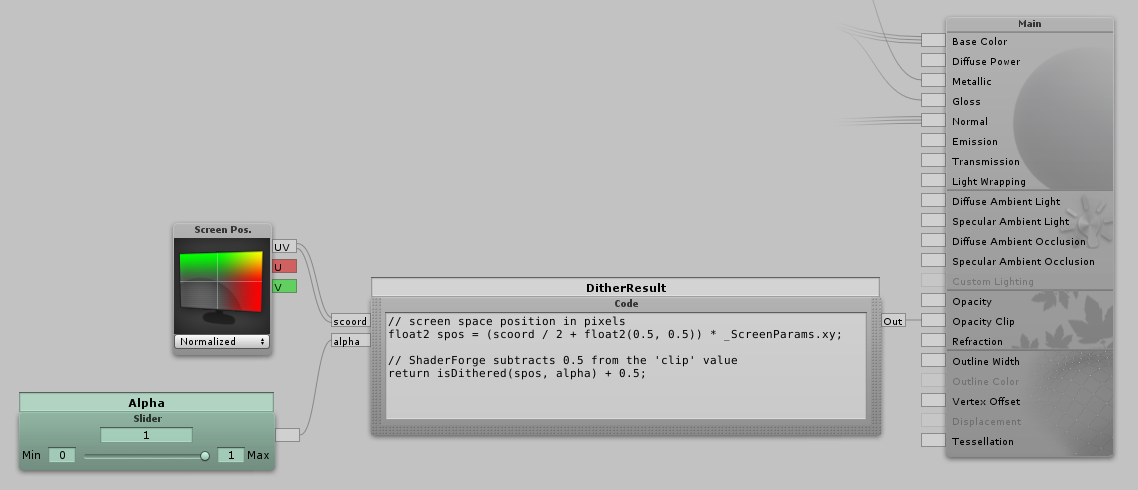 Main
Base Color
Diffuse Power
Metallic
Gloss
Normal
Emission
Transmission
Light Wrapping
Diffuse Ambient Light
Specular Ambient Light
Diffuse Ambient Occlusion
Specular Ambient Occlusion
Custom Lighting
Opacity
Opacity Clip
Refraction
Outline Width
Outline Color
Vertex Offset
Displacement
Tessellation
Screen Pos.
UV
U
V
Normalized
DitherResult
Code
scoord
alpha
// screen space position in pixels
float2 spos = (scoord / 2 + float2(0.5, 0.5)) * _ScreenParams.xy;
// ShaderForge subtracts 0.5 from the 'clip' value
return isDithered(spos, alpha) + 0.5;
Out
Alpha
Slider
1
Min 0 1 Max